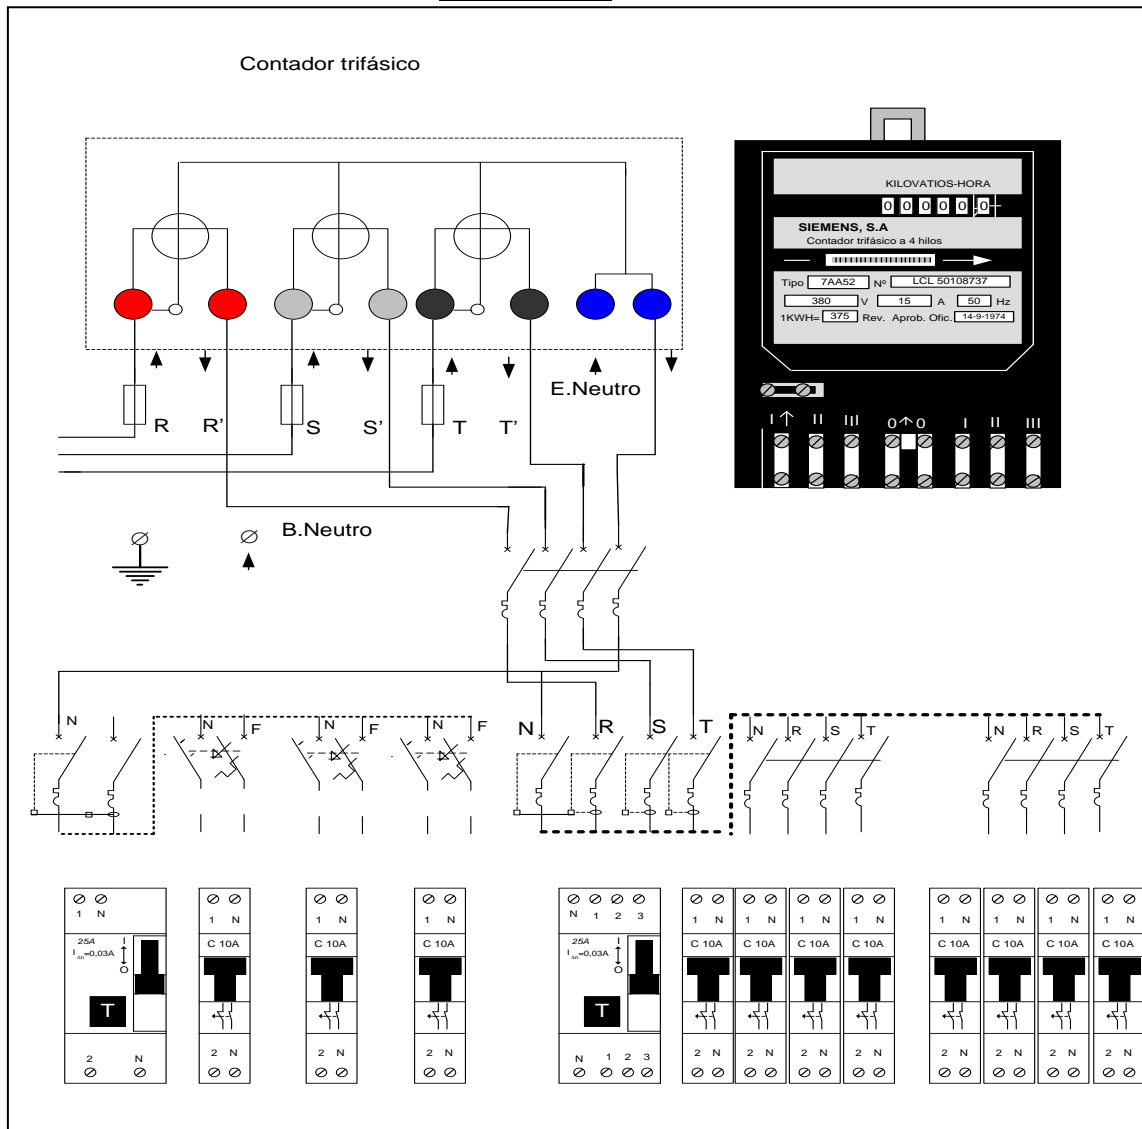 Contador trifásico
KILOVATIOS-HORA
0 0 0 0 0 , 0
SIEMENS, S.A
Contador trifásico a 4 hilos
Tipo 7AA52 Nº LCL 50108737
380 V 15 A 50 Hz
1KWH= 375 Rev. Aprob. Ofic. 14-9-1974
E.Neutro
R R' S S' T T'
I II III 0 0 I II III
B.Neutro
N N F N F N F N R S T N R S T N R S T
1 N 1 N 1 N 1 N N 1 2 3 1 N 1 N 1 N 1 N 1 N 1 N 1 N 1 N
25A I C 10A C 10A C 10A 25A I C 10A C 10A C 10A C 10A C 10A C 10A C 10A C 10A
I Δn=0,03A I Δn=0,03A
O O
T T
2 N 2 N 2 N 2 N N 1 2 3 2 N 2 N 2 N 2 N 2 N 2 N 2 N 2 N